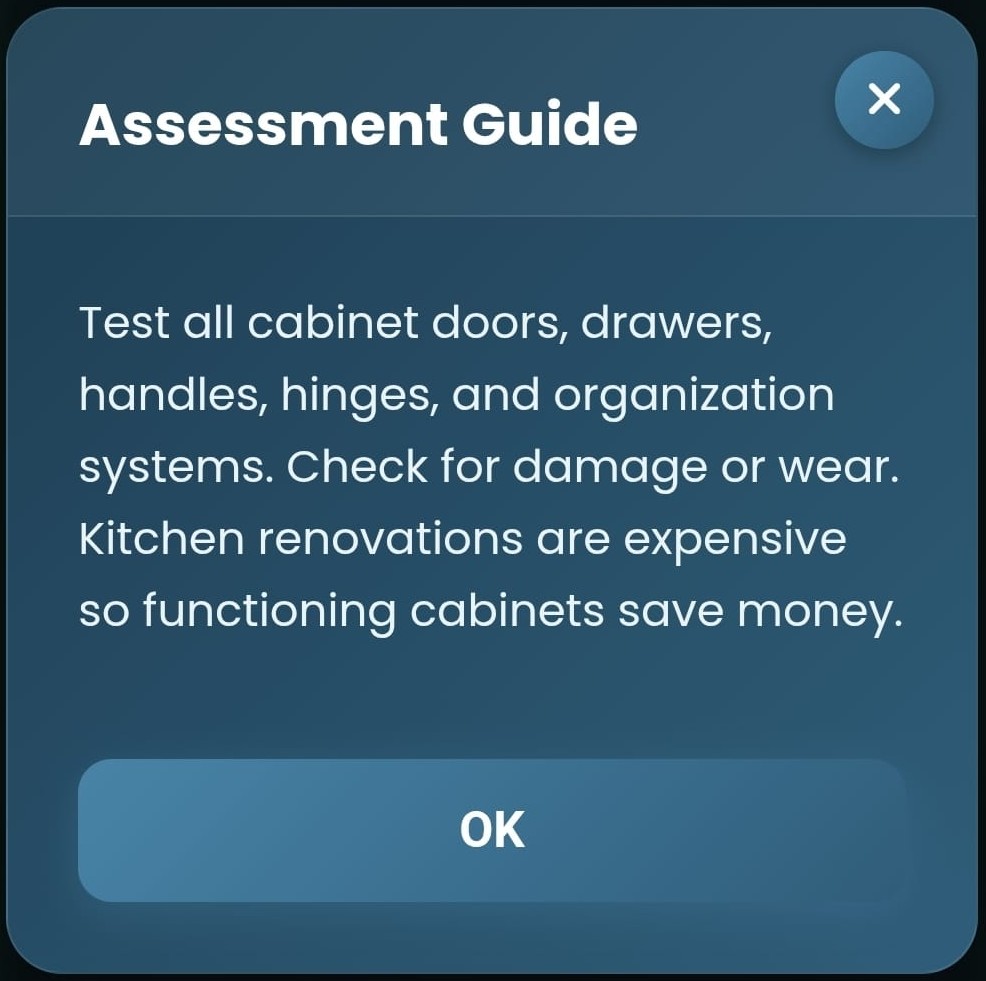 Assessment Guide
Test all cabinet doors, drawers,
handles, hinges, and organization
systems. Check for damage or wear.
Kitchen renovations are expensive
so functioning cabinets save money.
OK